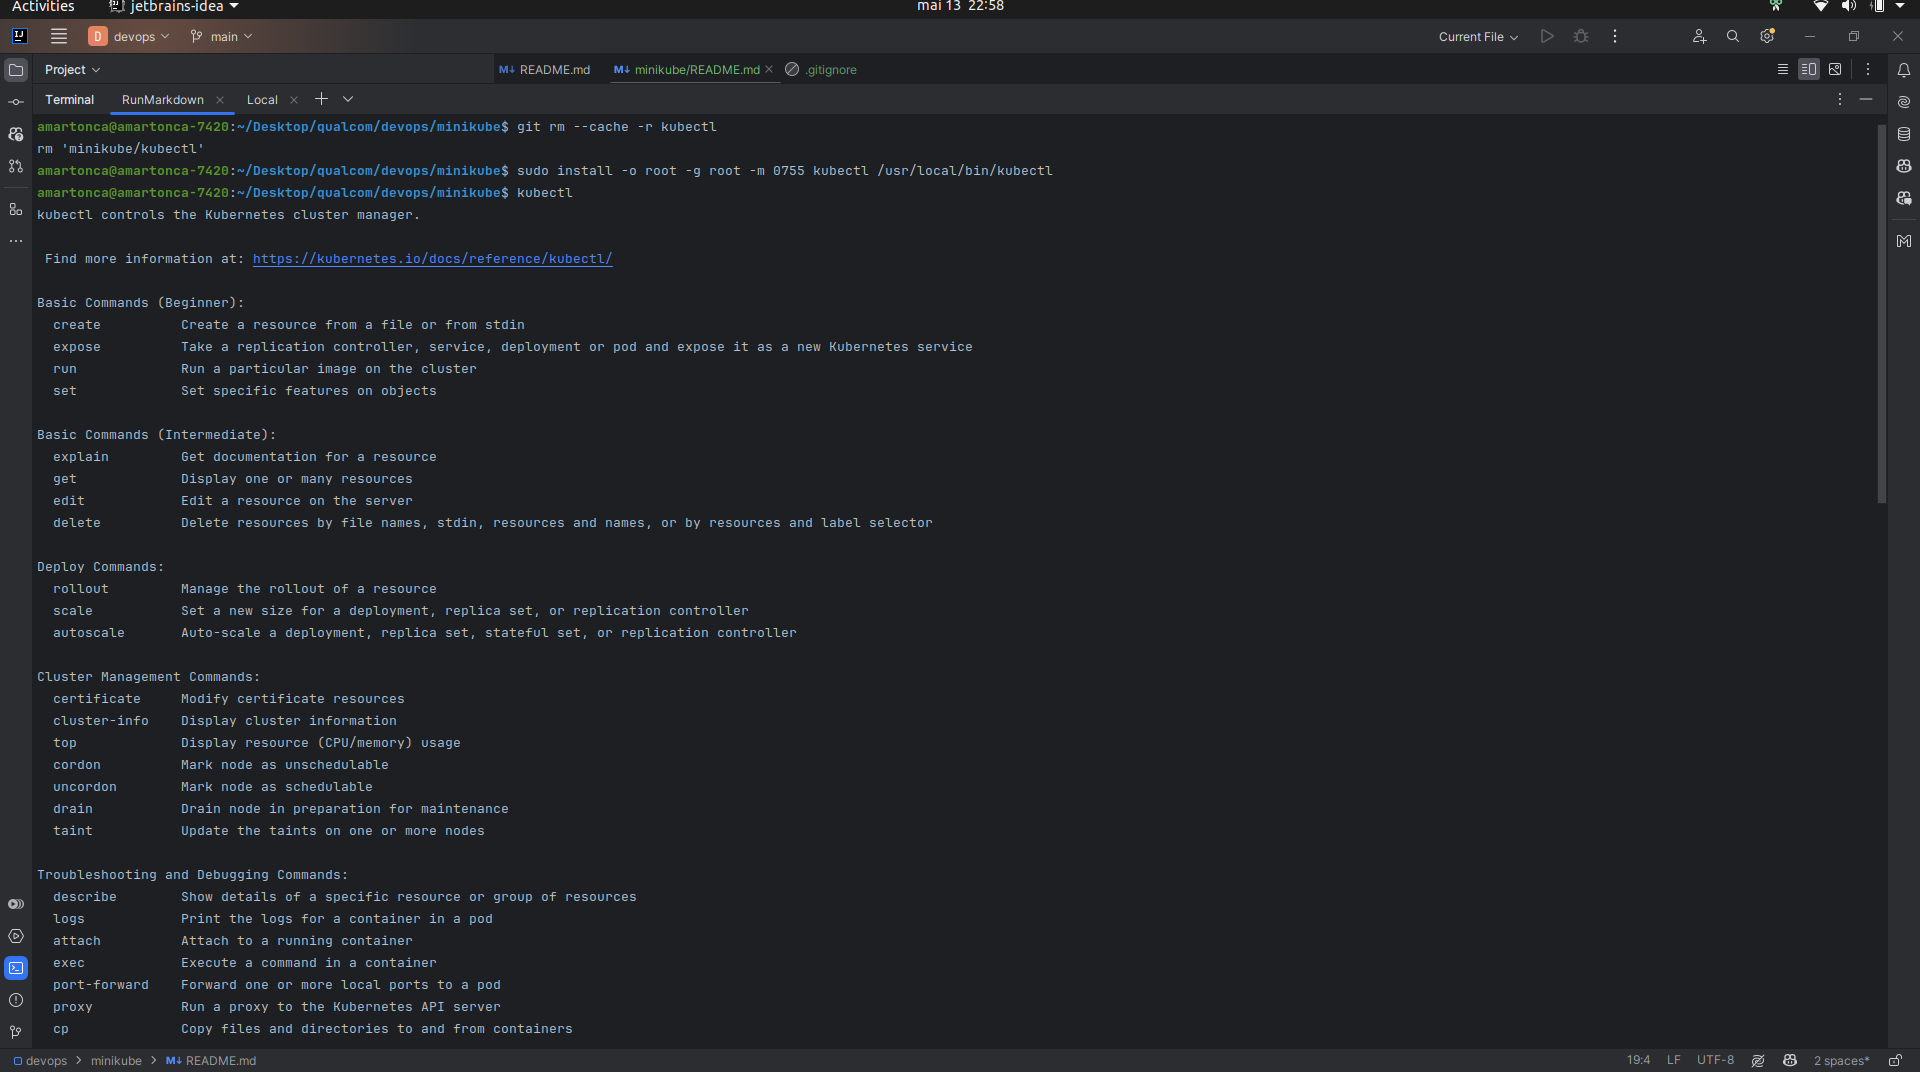 Activities jetbrains-idea mai 13 22:58
D devops main Current File
Project README.md minikube/README.md .gitignore
Terminal RunMarkdown Local
amartonca@amartonca-7420:~/Desktop/qualcom/devops/minikube$ git rm --cache -r kubectl
rm 'minikube/kubectl'
amartonca@amartonca-7420:~/Desktop/qualcom/devops/minikube$ sudo install -o root -g root -m 0755 kubectl /usr/local/bin/kubectl
amartonca@amartonca-7420:~/Desktop/qualcom/devops/minikube$ kubectl
kubectl controls the Kubernetes cluster manager.
Find more information at: https://kubernetes.io/docs/reference/kubectl/
Basic Commands (Beginner):
create Create a resource from a file or from stdin
expose Take a replication controller, service, deployment or pod and expose it as a new Kubernetes service
run Run a particular image on the cluster
set Set specific features on objects
Basic Commands (Intermediate):
explain Get documentation for a resource
get Display one or many resources
edit Edit a resource on the server
delete Delete resources by file names, stdin, resources and names, or by resources and label selector
Deploy Commands:
rollout Manage the rollout of a resource
scale Set a new size for a deployment, replica set, or replication controller
autoscale Auto-scale a deployment, replica set, stateful set, or replication controller
Cluster Management Commands:
certificate Modify certificate resources
cluster-info Display cluster information
top Display resource (CPU/memory) usage
cordon Mark node as unschedulable
uncordon Mark node as schedulable
drain Drain node in preparation for maintenance
taint Update the taints on one or more nodes
Troubleshooting and Debugging Commands:
describe Show details of a specific resource or group of resources
logs Print the logs for a container in a pod
attach Attach to a running container
exec Execute a command in a container
port-forward Forward one or more local ports to a pod
proxy Run a proxy to the Kubernetes API server
cp Copy files and directories to and from containers
devops > minikube > README.md 19:4 LF UTF-8 2 spaces*